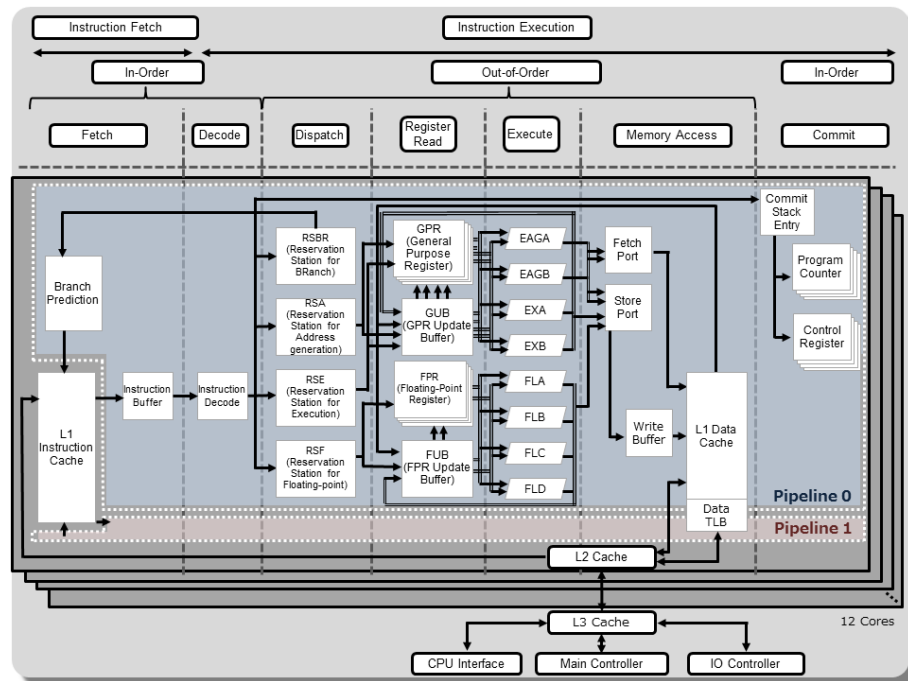 Instruction Fetch
Instruction Execution
In-Order
Out-of-Order
In-Order
Fetch
Decode
Dispatch
Register
Read
Execute
Memory Access
Commit
Branch
Prediction
L1
Instruction
Cache
Instruction
Buffer
Instruction
Decode
RSBR
(Reservation
Station for
BRanch)
RSA
(Reservation
Station for
Address
generation)
RSE
(Reservation
Station for
Execution)
RSF
(Reservation
Station for
Floating-point)
GPR
(General
Purpose
Register)
GUB
(GPR Update
Buffer)
FPR
(Floating-Point
Register)
FUB
(FPR Update
Buffer)
EAGA
EAGB
EXA
EXB
FLA
FLB
FLC
FLD
Fetch
Port
Store
Port
Write
Buffer
L1 Data
Cache
Data
TLB
Commit
Stack
Entry
Program
Counter
Control
Register
Pipeline 0
Pipeline 1
L2 Cache
12 Cores
L3 Cache
CPU Interface
Main Controller
IO Controller